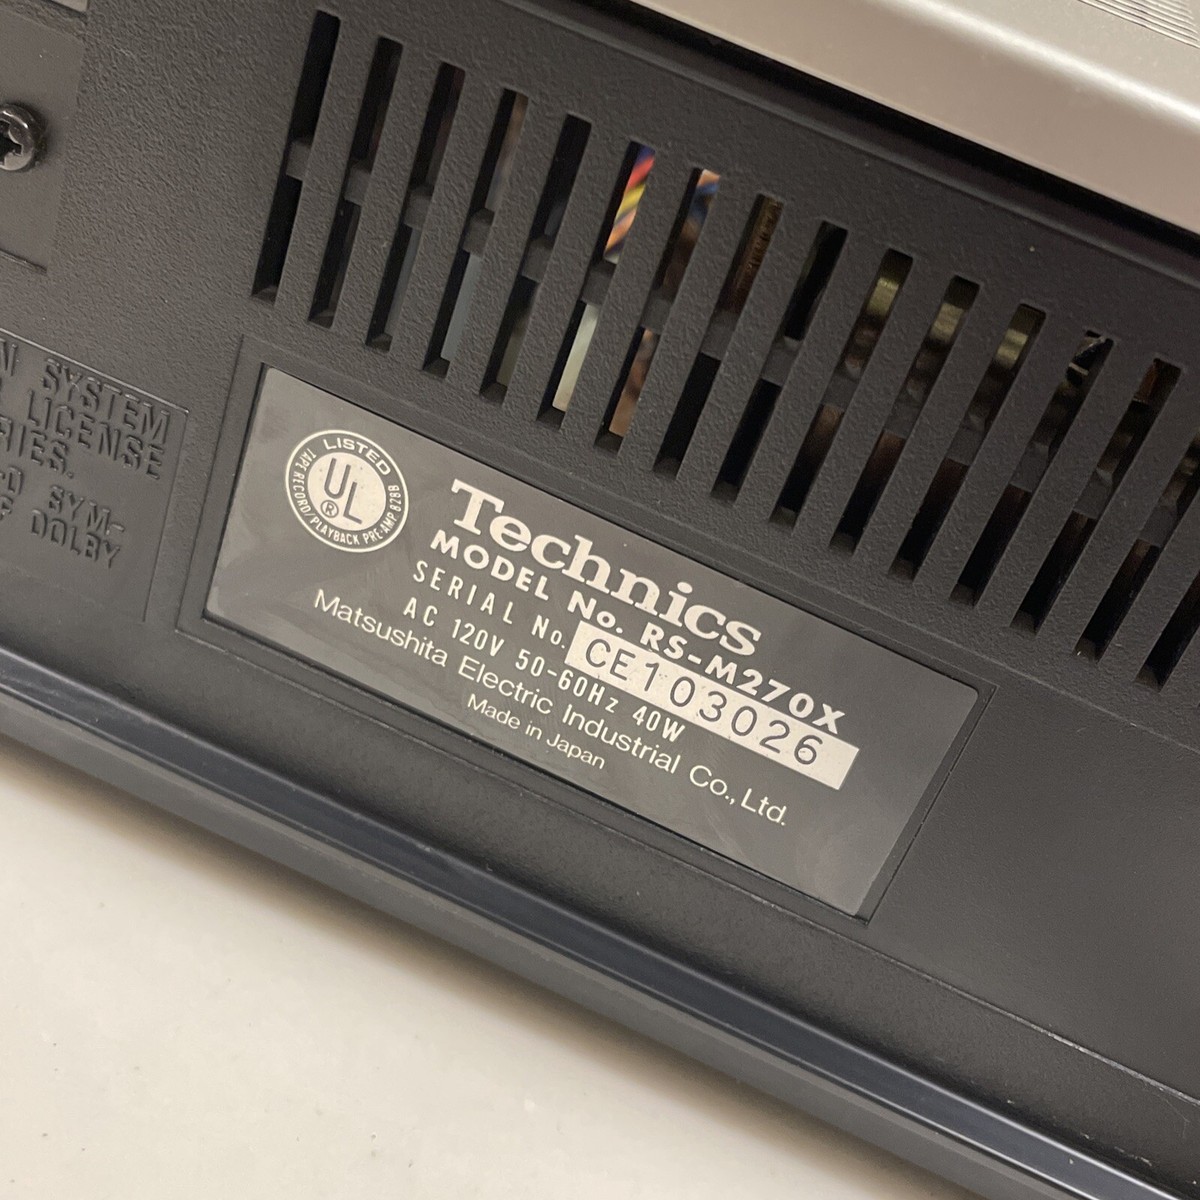 N SYSTEM
LICENSE
RIES.
SYM-
DOLBY
LISTED
UL
®
TAPE RECORD/PLAYBACK PRE-AMP 828B
Technics
MODEL No. RS-M270X
SERIAL No. CE103026
AC 120V 50-60Hz 40W
Matsushita Electric Industrial Co., Ltd.
Made in Japan